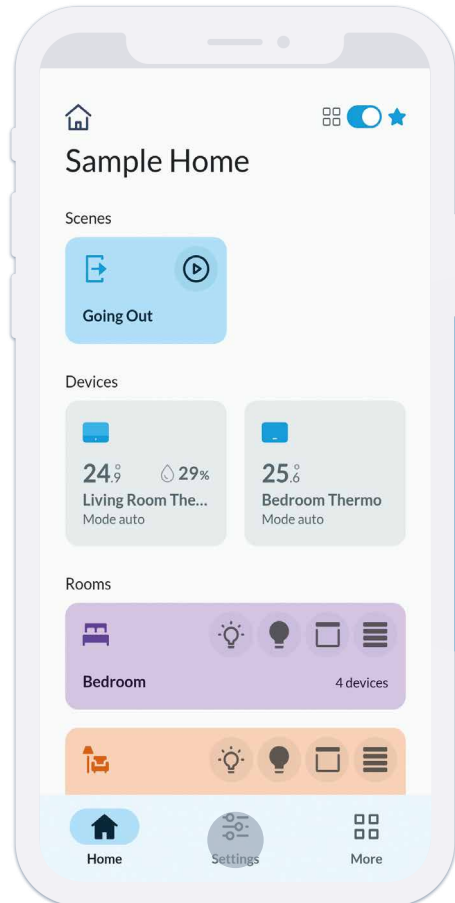 Sample Home
Scenes
Going Out
Devices
24.9° 29%
Living Room The...
Mode auto
25.6°
Bedroom Thermo
Mode auto
Rooms
Bedroom 4 devices
Home Settings More